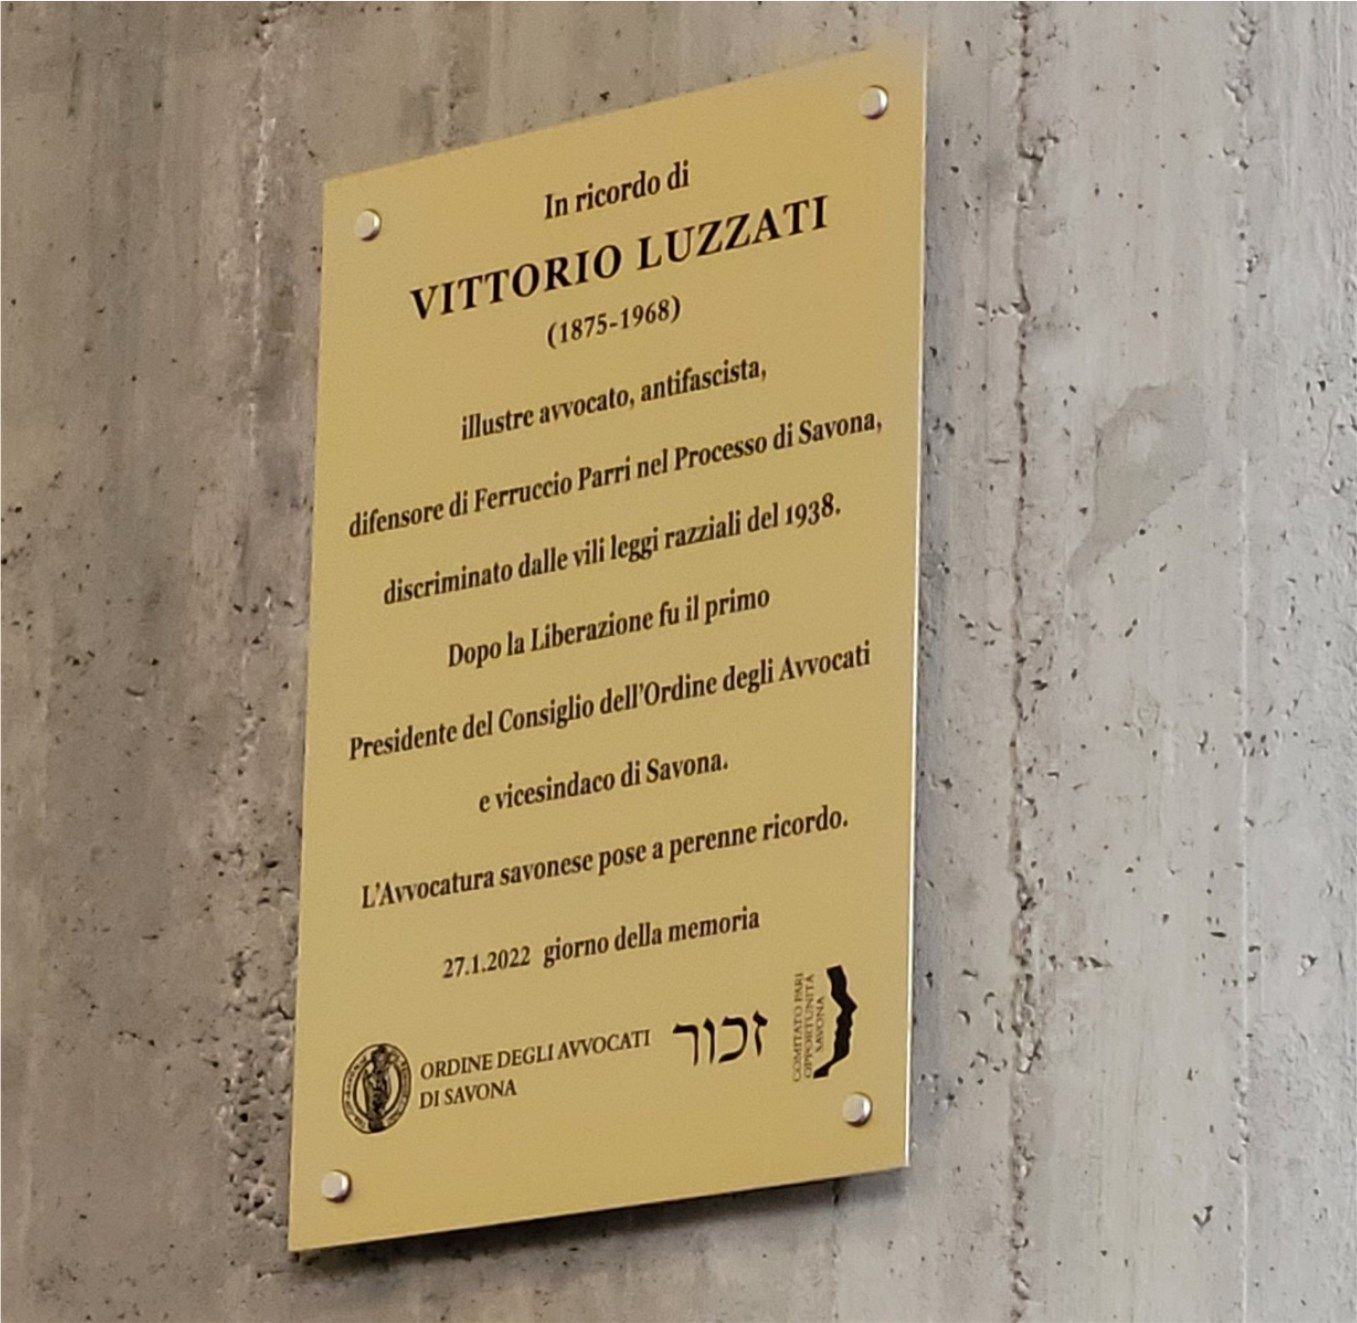 In ricordo di
VITTORIO LUZZATI
(1875-1968)
illustre avvocato, antifascista,
difensore di Ferruccio Parri nel Processo di Savona,
discriminato dalle vili leggi razziali del 1938.
Dopo la Liberazione fu il primo
Presidente del Consiglio dell'Ordine degli Avvocati
e vicesindaco di Savona.
L'Avvocatura savonese pose a perenne ricordo.
27.1.2022 giorno della memoria
ORDINE DEGLI AVVOCATI
DI SAVONA
זכור
COMITATO PARI
OPPORTUNITÀ
SAVONA